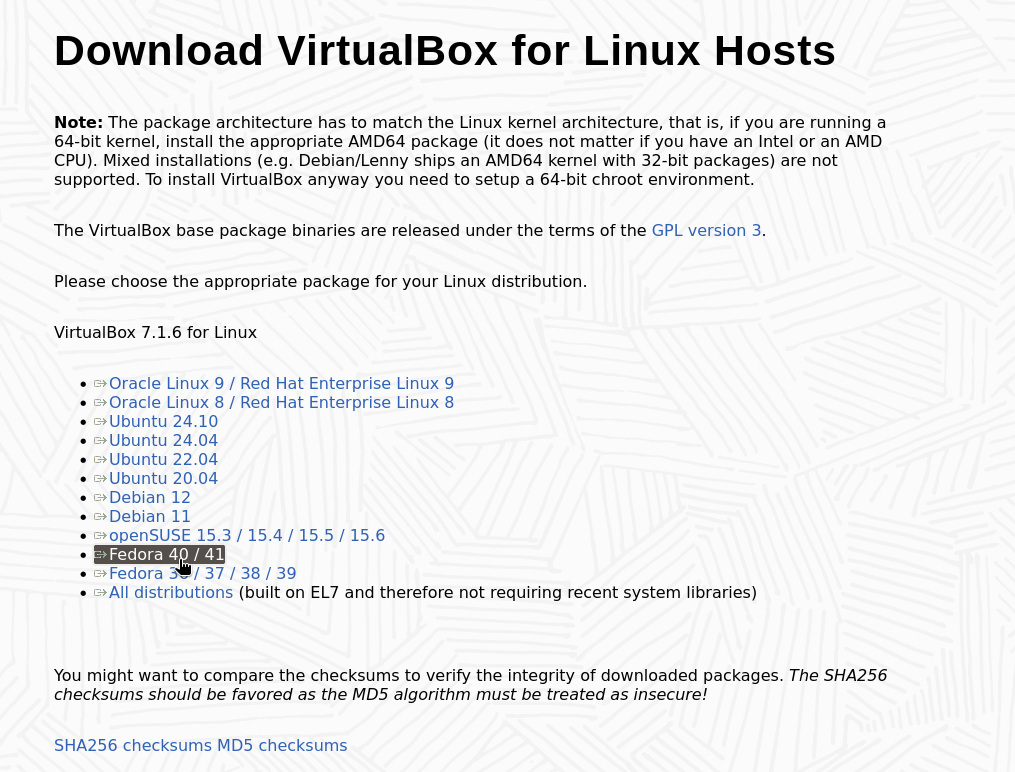 Download VirtualBox for Linux Hosts
Note: The package architecture has to match the Linux kernel architecture, that is, if you are running a
64-bit kernel, install the appropriate AMD64 package (it does not matter if you have an Intel or an AMD
CPU). Mixed installations (e.g. Debian/Lenny ships an AMD64 kernel with 32-bit packages) are not
supported. To install VirtualBox anyway you need to setup a 64-bit chroot environment.
The VirtualBox base package binaries are released under the terms of the GPL version 3.
Please choose the appropriate package for your Linux distribution.
VirtualBox 7.1.6 for Linux
Oracle Linux 9 / Red Hat Enterprise Linux 9
Oracle Linux 8 / Red Hat Enterprise Linux 8
Ubuntu 24.10
Ubuntu 24.04
Ubuntu 22.04
Ubuntu 20.04
Debian 12
Debian 11
openSUSE 15.3 / 15.4 / 15.5 / 15.6
Fedora 40 / 41
Fedora 36 / 37 / 38 / 39
All distributions (built on EL7 and therefore not requiring recent system libraries)
You might want to compare the checksums to verify the integrity of downloaded packages. The SHA256
checksums should be favored as the MD5 algorithm must be treated as insecure!
SHA256 checksums MD5 checksums